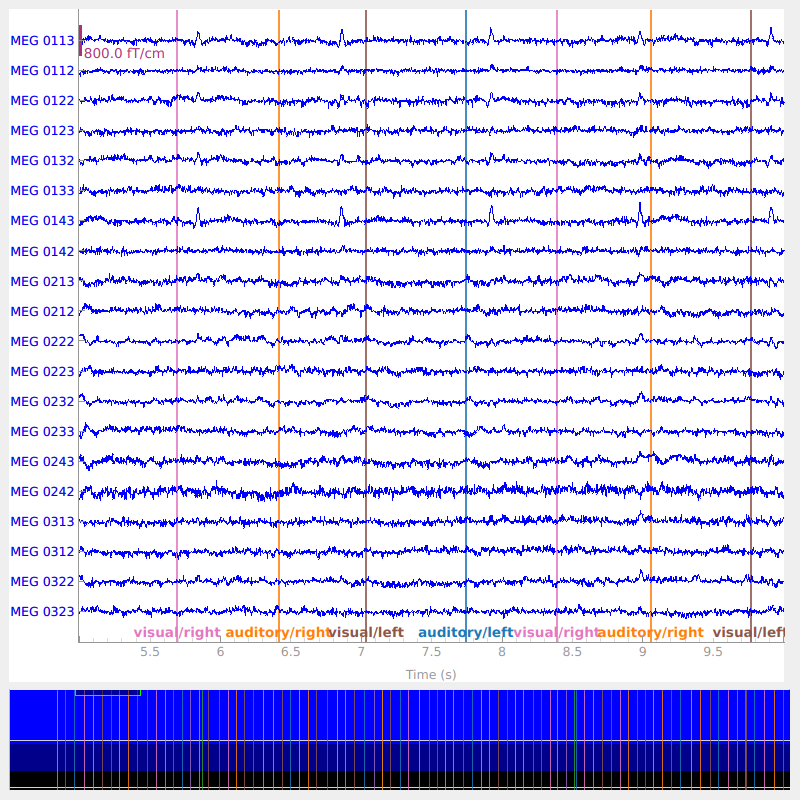 MEG 0113
800.0 fT/cm
MEG 0112
MEG 0122
MEG 0123
MEG 0132
MEG 0133
MEG 0143
MEG 0142
MEG 0213
MEG 0212
MEG 0222
MEG 0223
MEG 0232
MEG 0233
MEG 0243
MEG 0242
MEG 0313
MEG 0312
MEG 0322
MEG 0323
visual/right auditory/right visual/left auditory/left visual/right auditory/right visual/left
5.5 6 6.5 7 7.5 8 8.5 9 9.5
Time (s)